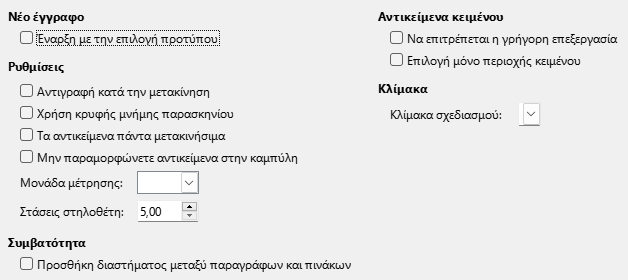 Νέο έγγραφο
Έναρξη με την επιλογή προτύπου
Ρυθμίσεις
Αντιγραφή κατά την μετακίνηση
Χρήση κρυφής μνήμης παρασκηνίου
Τα αντικείμενα πάντα μετακινήσιμα
Μην παραμορφώνετε αντικείμενα στην καμπύλη
Μονάδα μέτρησης:
Στάσεις στηλοθέτη: 5,00
Συμβατότητα
Προσθήκη διαστήματος μεταξύ παραγράφων και πινάκων
Αντικείμενα κειμένου
Να επιτρέπεται η γρήγορη επεξεργασία
Επιλογή μόνο περιοχής κειμένου
Κλίμακα
Κλίμακα σχεδιασμού: